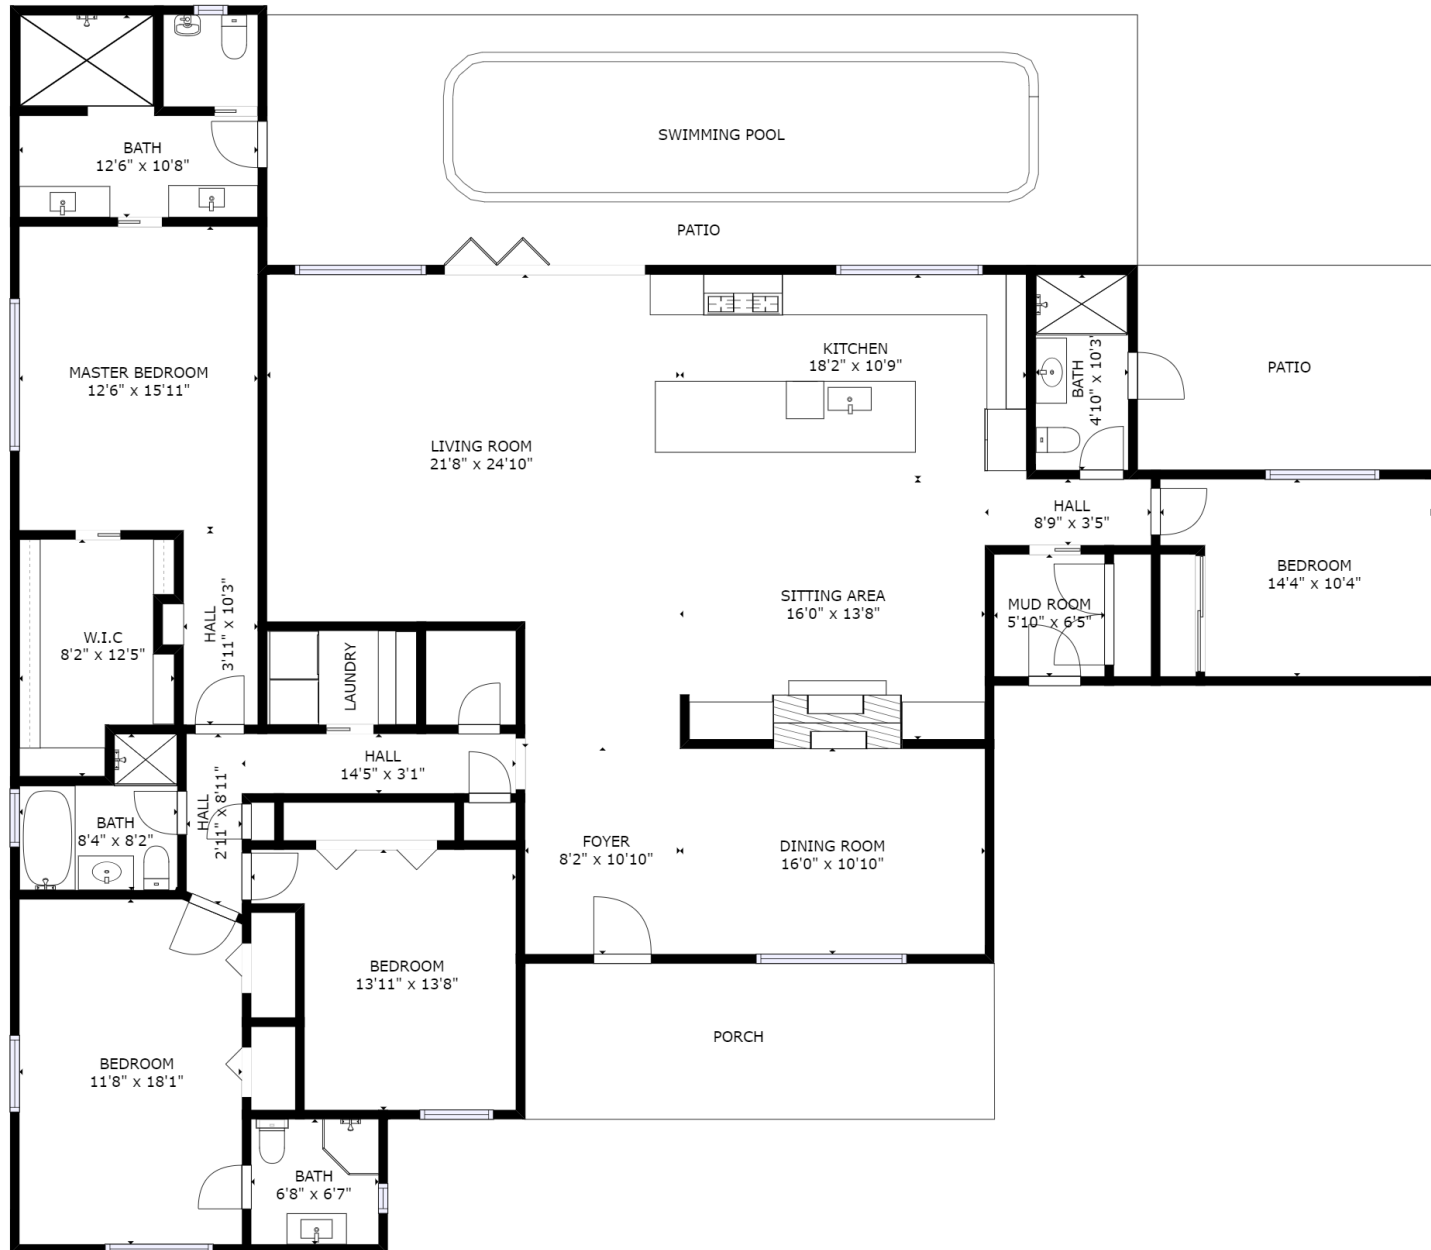 SWIMMING POOL
BATH
12'6" x 10'8"
PATIO
KITCHEN
18'2" x 10'9"
PATIO
BATH
4'10" x 10'3"
MASTER BEDROOM
12'6" x 15'11"
LIVING ROOM
21'8" x 24'10"
HALL
8'9" x 3'5"
BEDROOM
14'4" x 10'4"
SITTING AREA
16'0" x 13'8"
MUD ROOM
5'10" x 6'5"
HALL
3'11" x 10'3"
W.I.C
8'2" x 12'5"
LAUNDRY
HALL
14'5" x 3'1"
HALL
2'11" x 8'11"
BATH
8'4" x 8'2"
FOYER
8'2" x 10'10"
DINING ROOM
16'0" x 10'10"
BEDROOM
13'11" x 13'8"
PORCH
BEDROOM
11'8" x 18'1"
BATH
6'8" x 6'7"